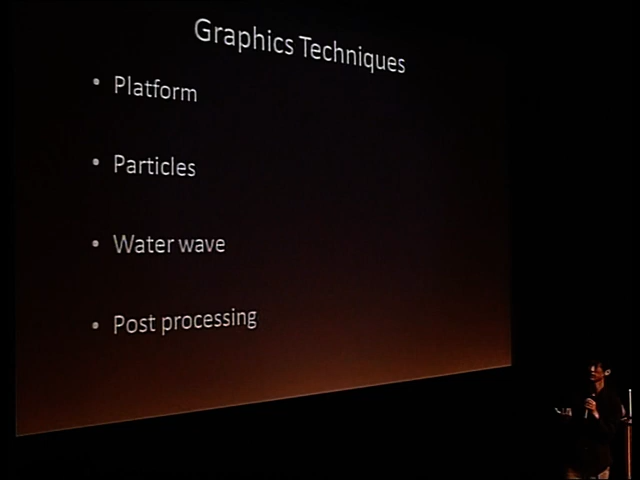 Graphics Techniques
• Platform
• Particles
• Water wave
• Post processing